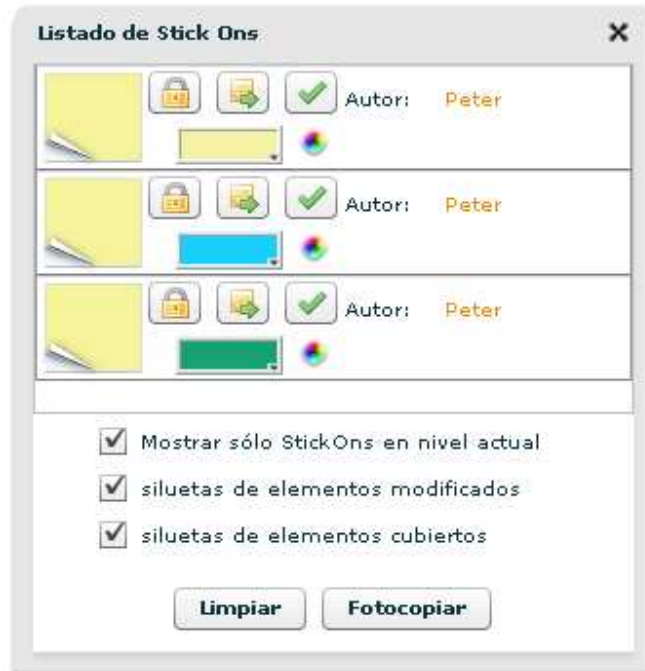 Listado de Stick Ons
Autor: Peter
Autor: Peter
Autor: Peter
Mostrar sólo StickOns en nivel actual
siluetas de elementos modificados
siluetas de elementos cubiertos
Limpiar Fotocopiar